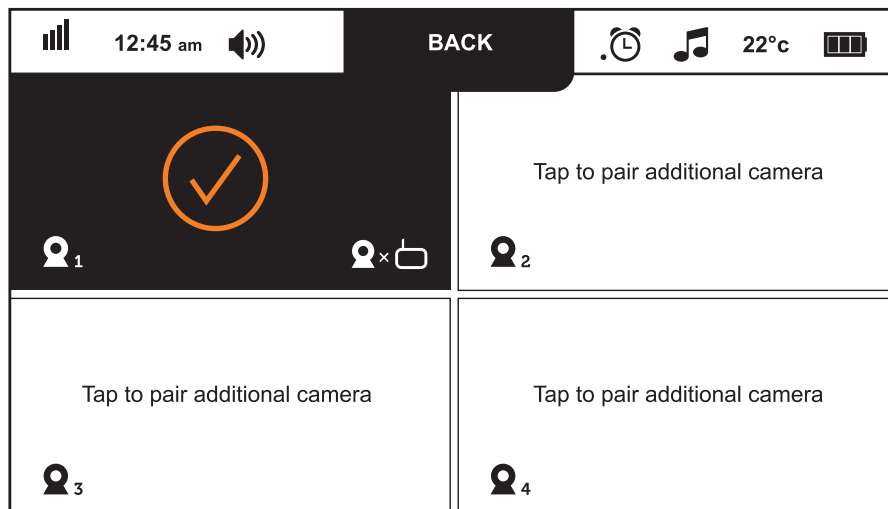 12:45 am
BACK
22°c
Tap to pair additional camera
1
×
2
Tap to pair additional camera
Tap to pair additional camera
3
4